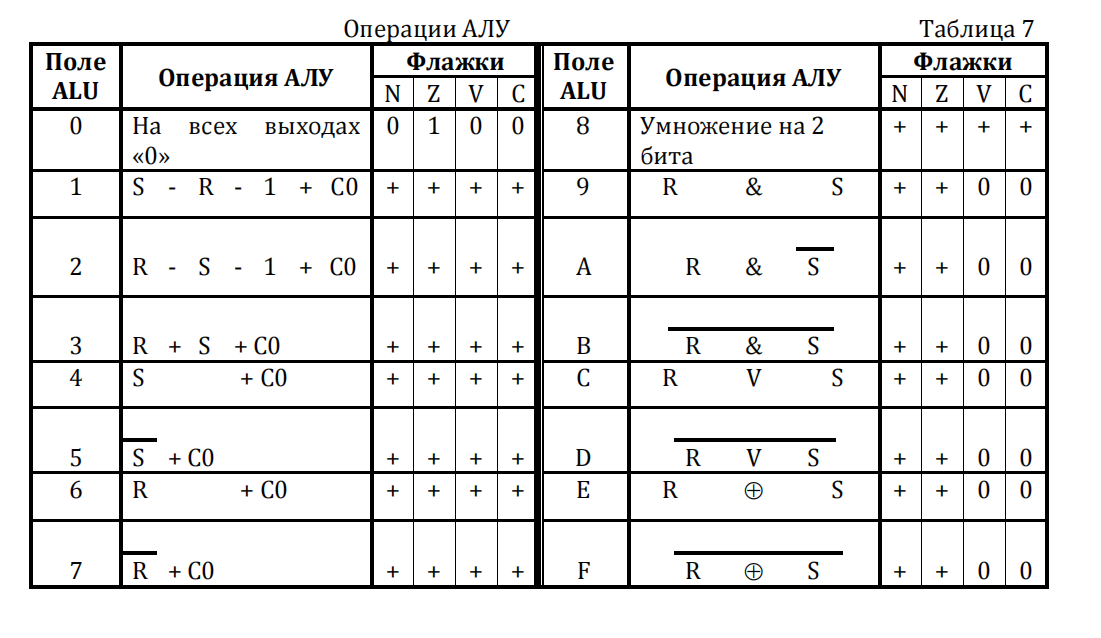 Операции АЛУ Таблица 7
Поле ALU Операция АЛУ Флажки Поле ALU Операция АЛУ Флажки
N Z V C N Z V C
0 На всех выходах «0» 0 1 0 0 8 Умножение на 2 бита + + + +
1 S - R - 1 + C0 + + + + 9 R & S + + 0 0
2 R - S - 1 + C0 + + + + A R & S̅ + + 0 0
3 R + S + C0 + + + + B R̅ ̅&̅ ̅S̅ + + 0 0
4 S + C0 + + + + C R V S + + 0 0
5 S̅ + C0 + + + + D R̅ ̅V̅ ̅S̅ + + 0 0
6 R + C0 + + + + E R ⊕ S + + 0 0
7 R̅ + C0 + + + + F R̅ ̅⊕̅ ̅S̅ + + 0 0